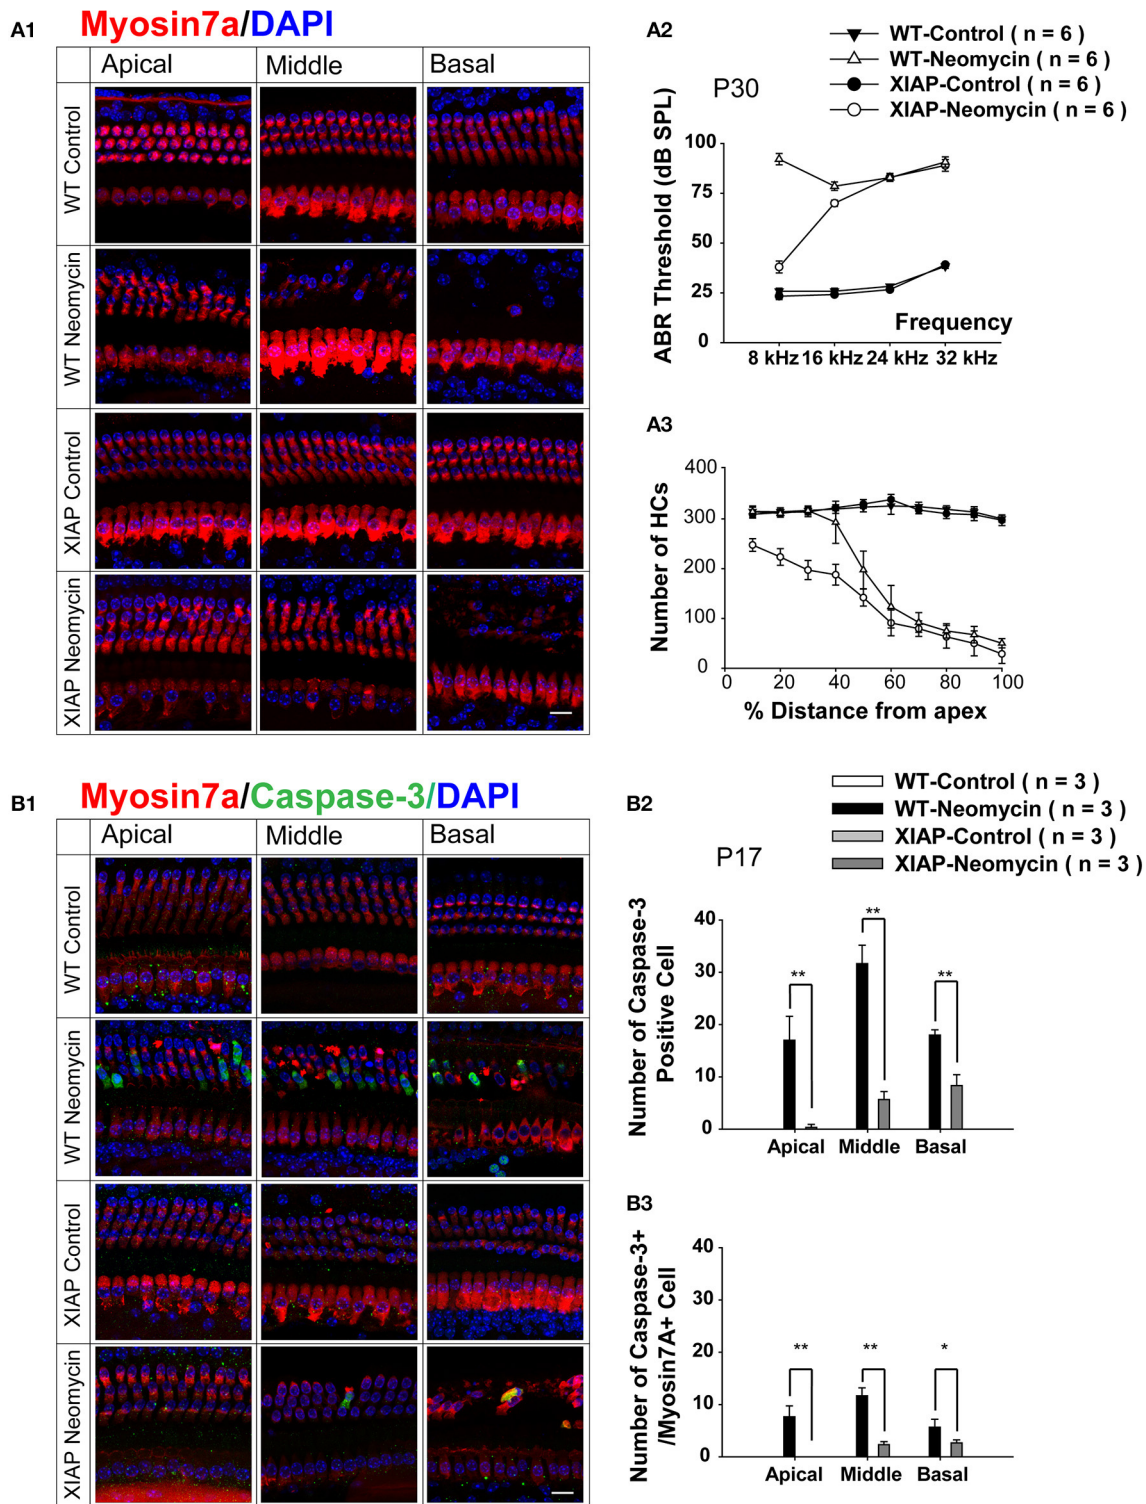 A1
Myosin7a/DAPI
Apical
Middle
Basal
WT Control
WT Neomycin
XIAP Control
XIAP Neomycin
A2
WT-Control ( n = 6 )
WT-Neomycin ( n = 6 )
XIAP-Control ( n = 6 )
XIAP-Neomycin ( n = 6 )
P30
ABR Threshold (dB SPL)
100
75
50
25
0
Frequency
8 kHz 16 kHz 24 kHz 32 kHz
A3
Number of HCs
400
300
200
100
0
0 20 40 60 80 100
% Distance from apex
B1
Myosin7a/Caspase-3/DAPI
Apical
Middle
Basal
WT Control
WT Neomycin
XIAP Control
XIAP Neomycin
B2
WT-Control ( n = 3 )
WT-Neomycin ( n = 3 )
XIAP-Control ( n = 3 )
XIAP-Neomycin ( n = 3 )
P17
Number of Caspase-3
Positive Cell
40
30
20
10
0
** ** **
Apical Middle Basal
B3
Number of Caspase-3+
/Myosin7A+ Cell
40
30
20
10
0
** ** *
Apical Middle Basal